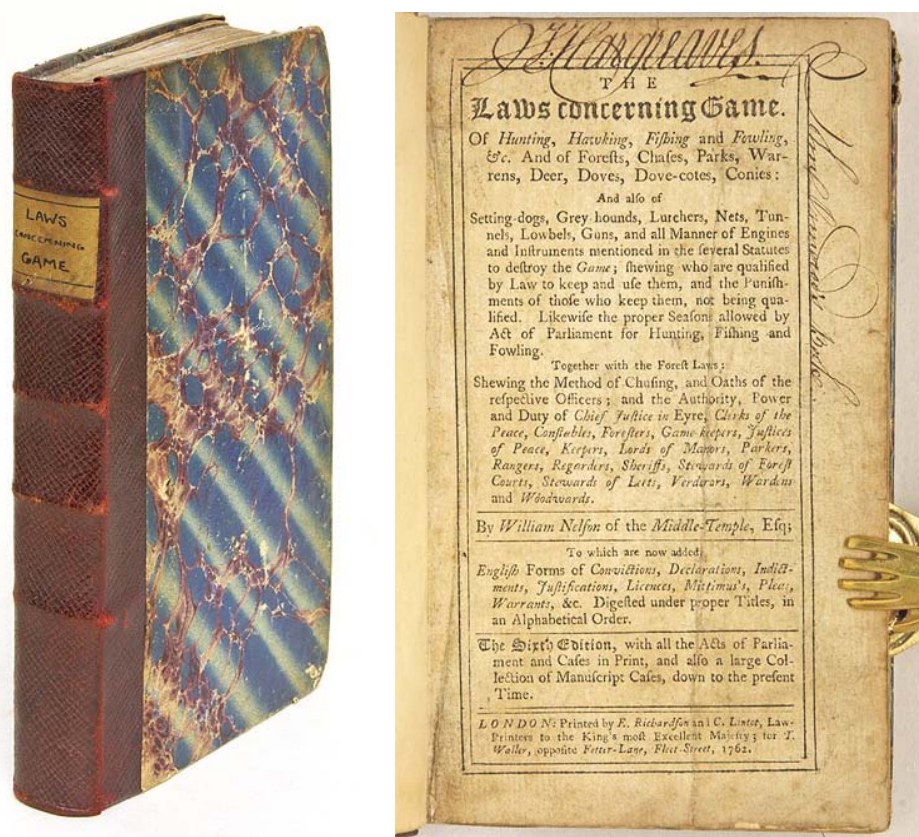 LAWS
CONCERNING
GAME
J. Hargreaves.
THE
Laws concerning Game.
Of Hunting, Hawking, Fiſhing and Fowling,
&c. And of Foreſts, Chaſes, Parks, War-
rens, Deer, Doves, Dove-cotes, Conies:
And alſo of
Setting-dogs, Grey hounds, Lurchers, Nets, Tun-
nels, Lowbels, Guns, and all Manner of Engines
and Inſtruments mentioned in the ſeveral Statutes
to deſtroy the Game; ſhewing who are qualified
by Law to keep and uſe them, and the Puniſh-
ments of thoſe who keep them, not being qua-
lified. Likewiſe the proper Seaſons allowed by
Act of Parliament for Hunting, Fiſhing and
Fowling.
Together with the Foreſt Laws:
Shewing the Method of Chuſing, and Oaths of the
reſpective Officers; and the Authority, Power
and Duty of Chief Juſtice in Eyre, Clerks of the
Peace, Conſtables, Foreſters, Game-keepers, Juſtices
of Peace, Keepers, Lords of Manors, Parkers,
Rangers, Regarders, Sheriffs, Stewards of Foreſt
Courts, Stewards of Leets, Verderors, Wardens
and Woodwards.
By William Nelſon of the Middle-Temple, Eſq;
To which are now added,
Engliſh Forms of Convictions, Declarations, Indict-
ments, Juſtifications, Licences, Mittimus's, Pleas,
Warrants, &c. Digeſted under proper Titles, in
an Alphabetical Order.
The Sixth Edition, with all the Acts of Parlia-
ment and Caſes in Print, and alſo a large Col-
lection of Manuſcript Caſes, down to the preſent
Time.
LONDON: Printed by E. Richardſon and C. Lintot, Law-
Printers to the King's moſt Excellent Majeſty; for T.
Waller, oppoſite Fetter-Lane, Fleet-Street, 1762.